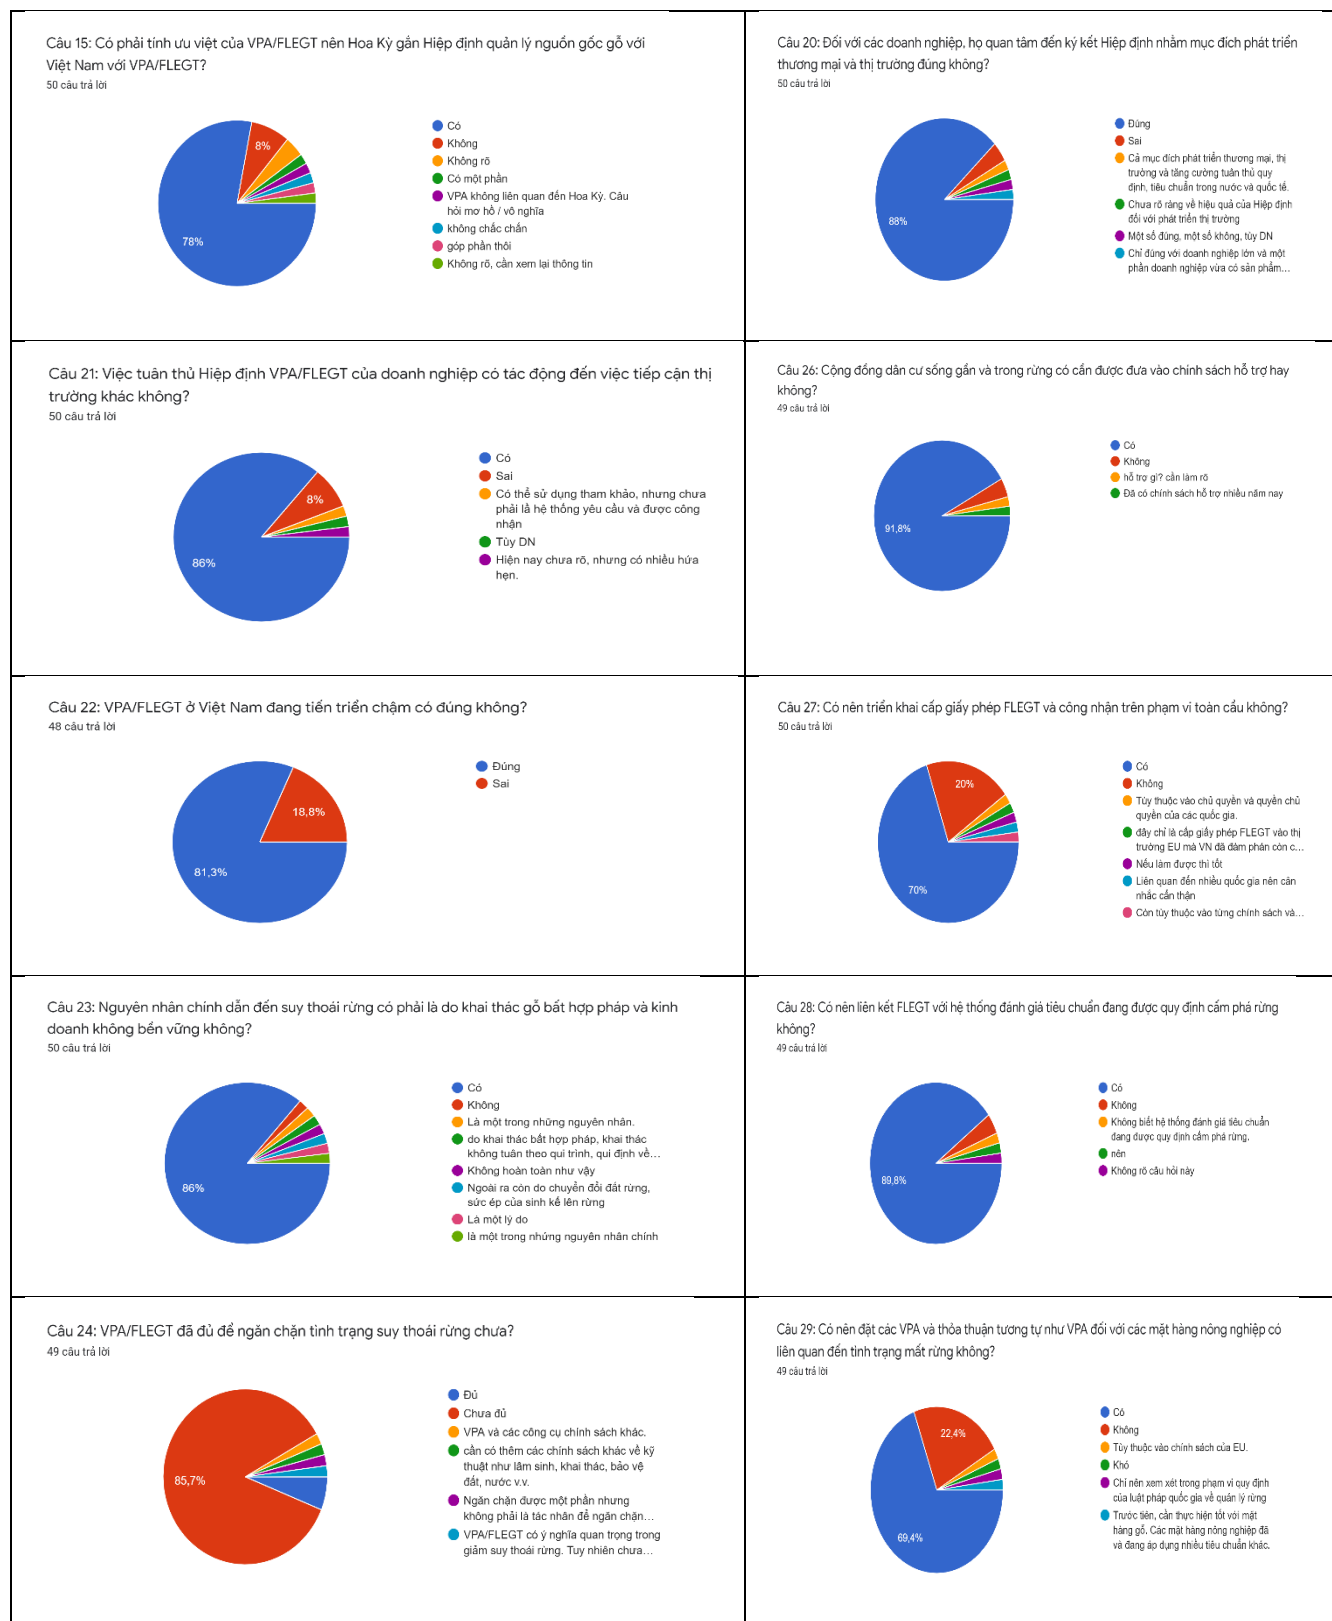 Câu 15: Có phải tính ưu việt của VPA/FLEGT nên Hoa Kỳ gắn Hiệp định quản lý nguồn gốc gỗ với
Việt Nam với VPA/FLEGT?
50 câu trả lời
8%
78%
Có
Không
Không rõ
Có một phần
VPA không liên quan đến Hoa Kỳ. Câu
hỏi mơ hồ / vô nghĩa
không chắc chắn
góp phần thôi
Không rõ, cần xem lại thông tin
Câu 20: Đối với các doanh nghiệp, họ quan tâm đến ký kết Hiệp định nhằm mục đích phát triển
thương mại và thị trường đúng không?
50 câu trả lời
88%
Đúng
Sai
Cả mục đích phát triển thương mại, thị
trường và tăng cường tuân thủ quy
định, tiêu chuẩn trong nước và quốc tế.
Chưa rõ ràng về hiệu quả của Hiệp định
đối với phát triển thị trường
Một số đúng, một số không, tùy DN
Chỉ đúng với doanh nghiệp lớn và một
phần doanh nghiệp vừa có sản phẩm...
Câu 21: Việc tuân thủ Hiệp định VPA/FLEGT của doanh nghiệp có tác động đến việc tiếp cận thị
trường khác không?
50 câu trả lời
8%
86%
Có
Sai
Có thể sử dụng tham khảo, nhưng chưa
phải là hệ thống yêu cầu và được công
nhận
Tùy DN
Hiện nay chưa rõ, nhưng có nhiều hứa
hẹn.
Câu 26: Cộng đồng dân cư sống gần và trong rừng có cần được đưa vào chính sách hỗ trợ hay
không?
49 câu trả lời
91,8%
Có
Không
hỗ trợ gì? cần làm rõ
Đã có chính sách hỗ trợ nhiều năm nay
Câu 22: VPA/FLEGT ở Việt Nam đang tiến triển chậm có đúng không?
48 câu trả lời
18,8%
81,3%
Đúng
Sai
Câu 27: Có nên triển khai cấp giấy phép FLEGT và công nhận trên phạm vi toàn cầu không?
50 câu trả lời
20%
70%
Có
Không
Tùy thuộc vào chủ quyền và quyền chủ
quyền của các quốc gia.
đây chỉ là cấp giấy phép FLEGT vào thị
trường EU mà VN đã đàm phán còn c...
Nếu làm được thì tốt
Liên quan đến nhiều quốc gia nên cân
nhắc cẩn thận
Còn tùy thuộc vào từng chính sách và...
Câu 23: Nguyên nhân chính dẫn đến suy thoái rừng có phải là do khai thác gỗ bất hợp pháp và kinh
doanh không bền vững không?
50 câu trả lời
86%
Có
Không
Là một trong những nguyên nhân.
do khai thác bất hợp pháp, khai thác
không tuân theo qui trình, qui định về...
Không hoàn toàn như vậy
Ngoài ra còn do chuyển đổi đất rừng,
sức ép của sinh kế lên rừng
Là một lý do
là một trong những nguyên nhân chính
Câu 28: Có nên liên kết FLEGT với hệ thống đánh giá tiêu chuẩn đang được quy định cấm phá rừng
không?
49 câu trả lời
89,8%
Có
Không
Không biết hệ thống đánh giá tiêu chuẩn
đang được quy định cấm phá rừng.
nên
Không rõ câu hỏi này
Câu 24: VPA/FLEGT đã đủ để ngăn chặn tình trạng suy thoái rừng chưa?
49 câu trả lời
85,7%
Đủ
Chưa đủ
VPA và các công cụ chính sách khác.
cần có thêm các chính sách khác về kỹ
thuật như lâm sinh, khai thác, bảo vệ
đất, nước v.v.
Ngăn chặn được một phần nhưng
không phải là tác nhân để ngăn chặn...
VPA/FLEGT có ý nghĩa quan trọng trong
giảm suy thoái rừng. Tuy nhiên chưa...
Câu 29: Có nên đặt các VPA và thỏa thuận tương tự như VPA đối với các mặt hàng nông nghiệp có
liên quan đến tình trạng mất rừng không?
49 câu trả lời
22,4%
69,4%
Có
Không
Tùy thuộc vào chính sách của EU.
Khó
Chỉ nên xem xét trong phạm vi quy định
của luật pháp quốc gia về quản lý rừng
Trước tiên, cần thực hiện tốt với mặt
hàng gỗ. Các mặt hàng nông nghiệp đã
và đang áp dụng nhiều tiêu chuẩn khác.